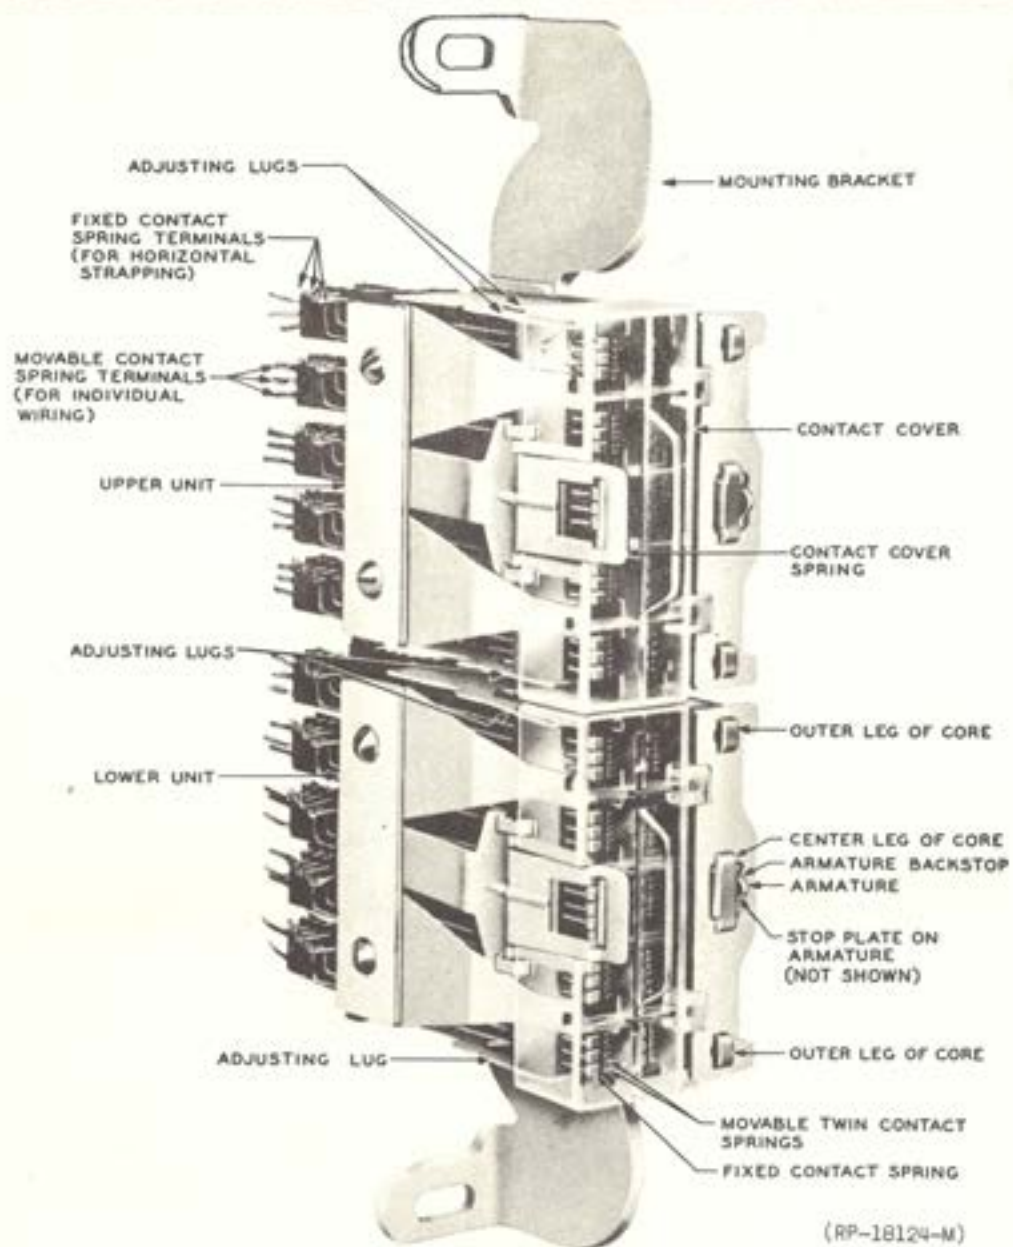 ADJUSTING LUGS
MOUNTING BRACKET
FIXED CONTACT
SPRING TERMINALS
(FOR HORIZONTAL
STRAPPING)
MOVABLE CONTACT
SPRING TERMINALS
(FOR INDIVIDUAL
WIRING)
CONTACT COVER
UPPER UNIT
CONTACT COVER
SPRING
ADJUSTING LUGS
OUTER LEG OF CORE
LOWER UNIT
CENTER LEG OF CORE
ARMATURE BACKSTOP
ARMATURE
STOP PLATE ON
ARMATURE
(NOT SHOWN)
ADJUSTING LUG
OUTER LEG OF CORE
MOVABLE TWIN CONTACT
SPRINGS
FIXED CONTACT SPRING
(RP-18124-M)